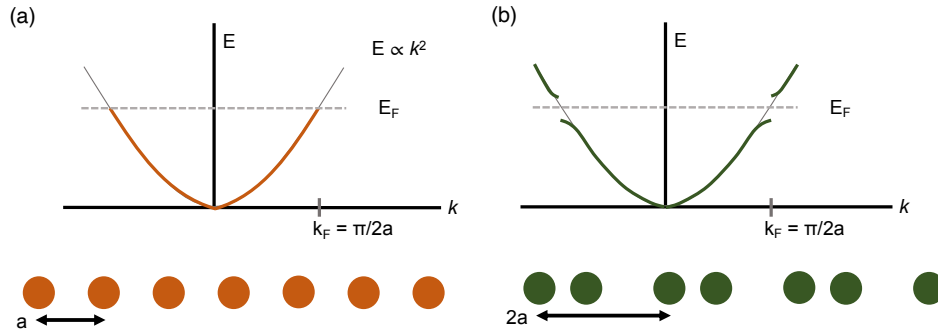 (a)
E
E ∝ k²
E_F
k
k_F = π/2a
a
(b)
E
E_F
k
k_F = π/2a
2a